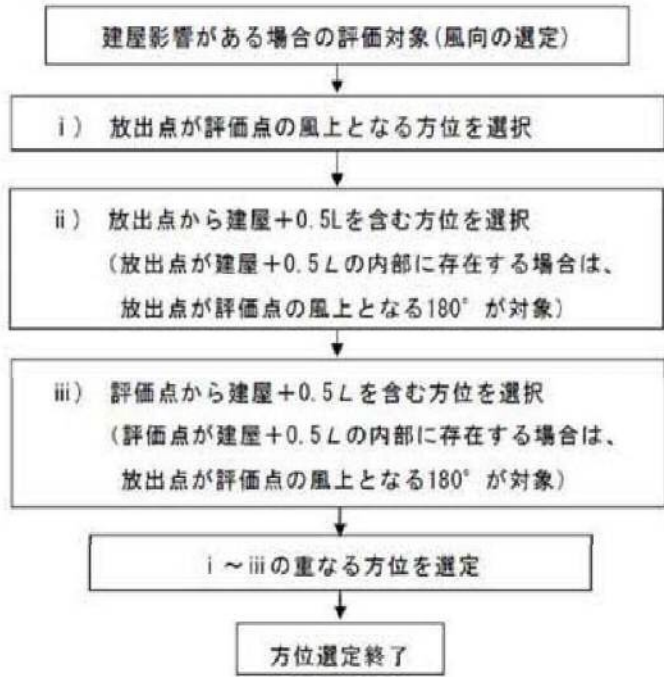 建屋影響がある場合の評価対象(風向の選定)
ⅰ) 放出点が評価点の風上となる方位を選択
ⅱ) 放出点から建屋+0.5Lを含む方位を選択
(放出点が建屋+0.5Lの内部に存在する場合は、
放出点が評価点の風上となる180°が対象)
ⅲ) 評価点から建屋+0.5Lを含む方位を選択
(評価点が建屋+0.5Lの内部に存在する場合は、
放出点が評価点の風上となる180°が対象)
ⅰ~ⅲの重なる方位を選定
方位選定終了